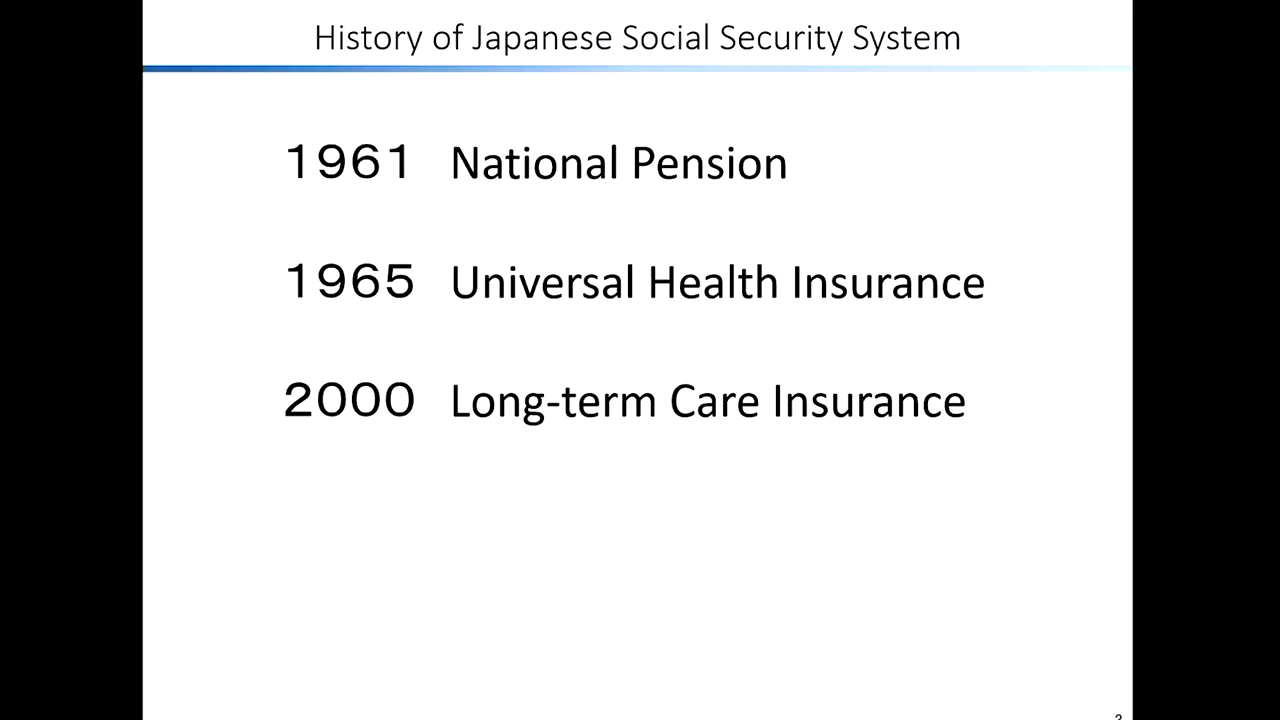 History of Japanese Social Security System
1961 National Pension
1965 Universal Health Insurance
2000 Long-term Care Insurance